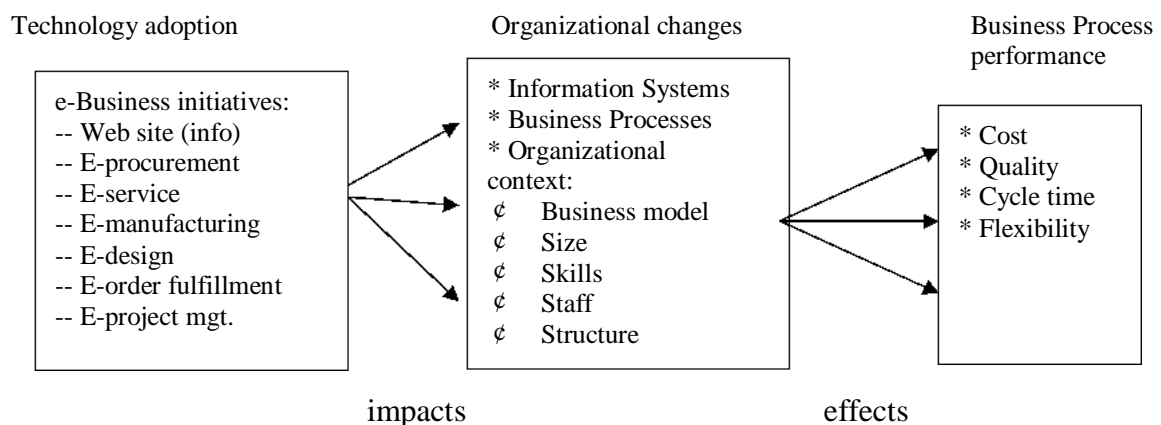 Technology adoption
e-Business initiatives:
-- Web site (info)
-- E-procurement
-- E-service
-- E-manufacturing
-- E-design
-- E-order fulfillment
-- E-project mgt.
impacts
Organizational changes
* Information Systems
* Business Processes
* Organizational
context:
¢ Business model
¢ Size
¢ Skills
¢ Staff
¢ Structure
effects
Business Process
performance
* Cost
* Quality
* Cycle time
* Flexibility